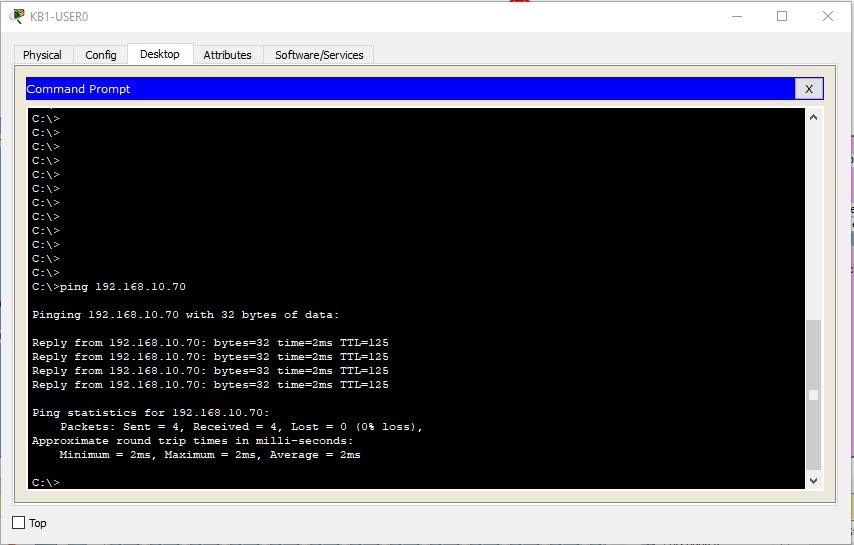 KB1-USER0
Physical Config Desktop Attributes Software/Services
Command Prompt X
C:\>
C:\>
C:\>
C:\>
C:\>
C:\>
C:\>
C:\>
C:\>
C:\>
C:\>
C:\>
C:\>ping 192.168.10.70
Pinging 192.168.10.70 with 32 bytes of data:
Reply from 192.168.10.70: bytes=32 time=2ms TTL=125
Reply from 192.168.10.70: bytes=32 time=2ms TTL=125
Reply from 192.168.10.70: bytes=32 time=2ms TTL=125
Reply from 192.168.10.70: bytes=32 time=2ms TTL=125
Ping statistics for 192.168.10.70:
Packets: Sent = 4, Received = 4, Lost = 0 (0% loss),
Approximate round trip times in milli-seconds:
Minimum = 2ms, Maximum = 2ms, Average = 2ms
C:\>
Top